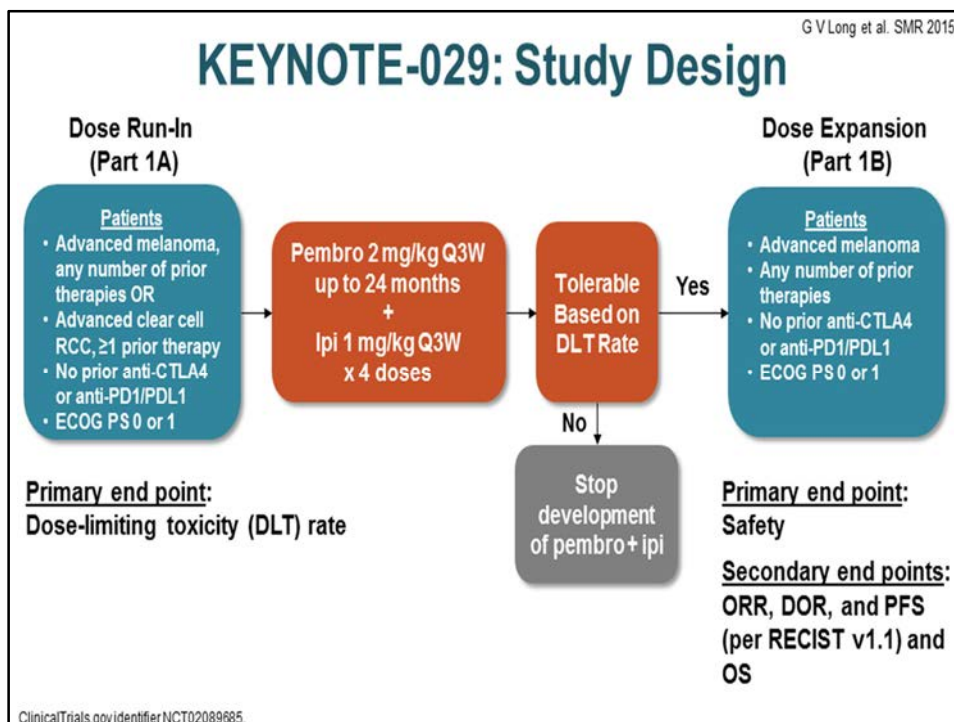 G V Long et al. SMR 2015
KEYNOTE-029: Study Design
Dose Run-In
(Part 1A)
Patients
• Advanced melanoma,
any number of prior
therapies OR
• Advanced clear cell
RCC, ≥1 prior therapy
• No prior anti-CTLA4
or anti-PD1/PDL1
• ECOG PS 0 or 1
Primary end point:
Dose-limiting toxicity (DLT) rate
Pembro 2 mg/kg Q3W
up to 24 months
+
Ipi 1 mg/kg Q3W
x 4 doses
Tolerable
Based on
DLT Rate
Yes
No
Stop
development
of pembro + ipi
Dose Expansion
(Part 1B)
Patients
• Advanced melanoma
• Any number of prior
therapies
• No prior anti-CTLA4
or anti-PD1/PDL1
• ECOG PS 0 or 1
Primary end point:
Safety
Secondary end points:
ORR, DOR, and PFS
(per RECIST v1.1) and
OS
ClinicalTrials.gov identifier NCT02089685.